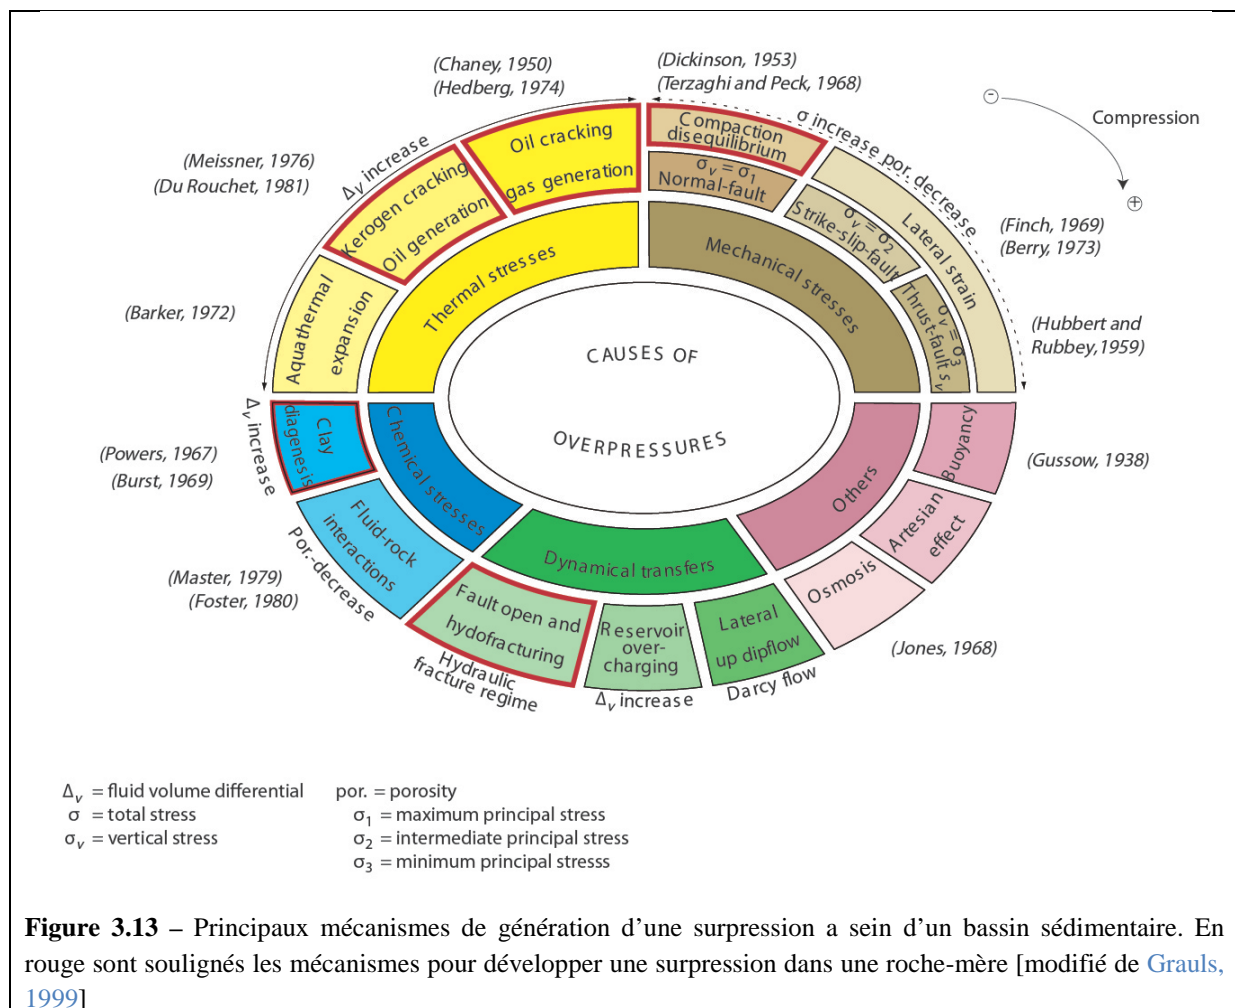 (Chaney, 1950)
(Hedberg, 1974)
(Dickinson, 1953)
(Terzaghi and Peck, 1968)
⊖
Compression
⊕
(Meissner, 1976)
(Du Rouchet, 1981)
Δv increase
σ increase por. decrease
Oil cracking
gas generation
Compaction
disequilibrium
σv = σ1
Normal-fault
Kerogen cracking
Oil generation
σv = σ2
Strike-slip-fault
Lateral strain
(Finch, 1969)
(Berry, 1973)
Thermal stresses
Mechanical stresses
(Barker, 1972)
Aquathermal
expansion
σv = σ3
Thrust-fault sv
(Hubbert and
Rubbey,1959)
CAUSES OF
OVERPRESSURES
Δv increase
Clay
diagenesis
Chemical stresses
(Powers, 1967)
(Burst, 1969)
Others
Buoyancy
(Gussow, 1938)
Fluid-rock
interactions
Por.-decrease
Artesian
effect
Dynamical transfers
Osmosis
(Master, 1979)
(Foster, 1980)
Fault open and
hydofracturing
Hydraulic
fracture regime
Reservoir
over-
charging
Δv increase
Lateral
up dipflow
Darcy flow
(Jones, 1968)
Δv = fluid volume differential
σ = total stress
σv = vertical stress
por. = porosity
σ1 = maximum principal stress
σ2 = intermediate principal stress
σ3 = minimum principal stresss
Figure 3.13 – Principaux mécanismes de génération d’une surpression a sein d’un bassin sédimentaire. En
rouge sont soulignés les mécanismes pour développer une surpression dans une roche-mère [modifié de Grauls,
1999]